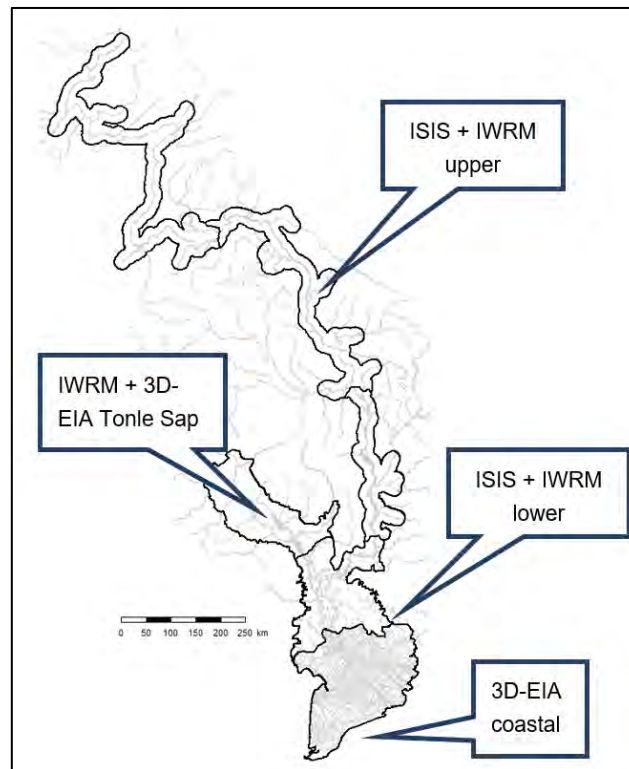 ISIS + IWRM
upper
IWRM + 3D-
EIA Tonle Sap
ISIS + IWRM
lower
0 50 100 150 200 250 km
3D-EIA
coastal